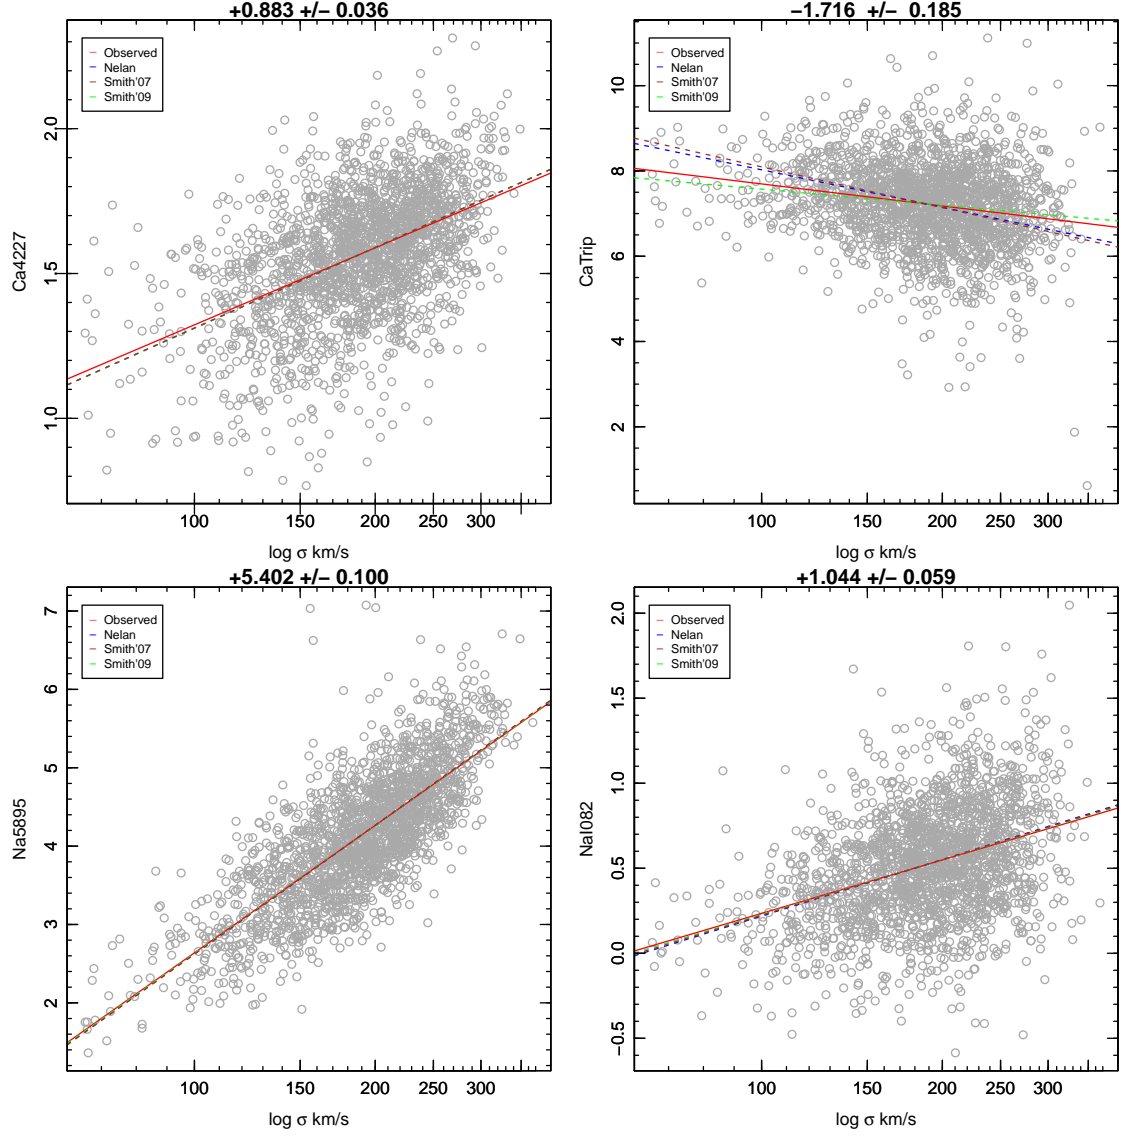 +0.883 +/− 0.036
Observed
Nelan
Smith'07
Smith'09
Ca4227
2.0
1.5
1.0
100 150 200 250 300
log σ km/s
−1.716 +/− 0.185
Observed
Nelan
Smith'07
Smith'09
CaTrip
10
8
6
4
2
100 200 300
log σ km/s
+5.402 +/− 0.100
Observed
Nelan
Smith'07
Smith'09
Na5895
7
6
5
4
3
2
100 150 200 250 300
log σ km/s
+1.044 +/− 0.059
Observed
Nelan
Smith'07
Smith'09
NaI082
2.0
1.5
1.0
0.5
0.0
−0.5
100 200 300
log σ km/s